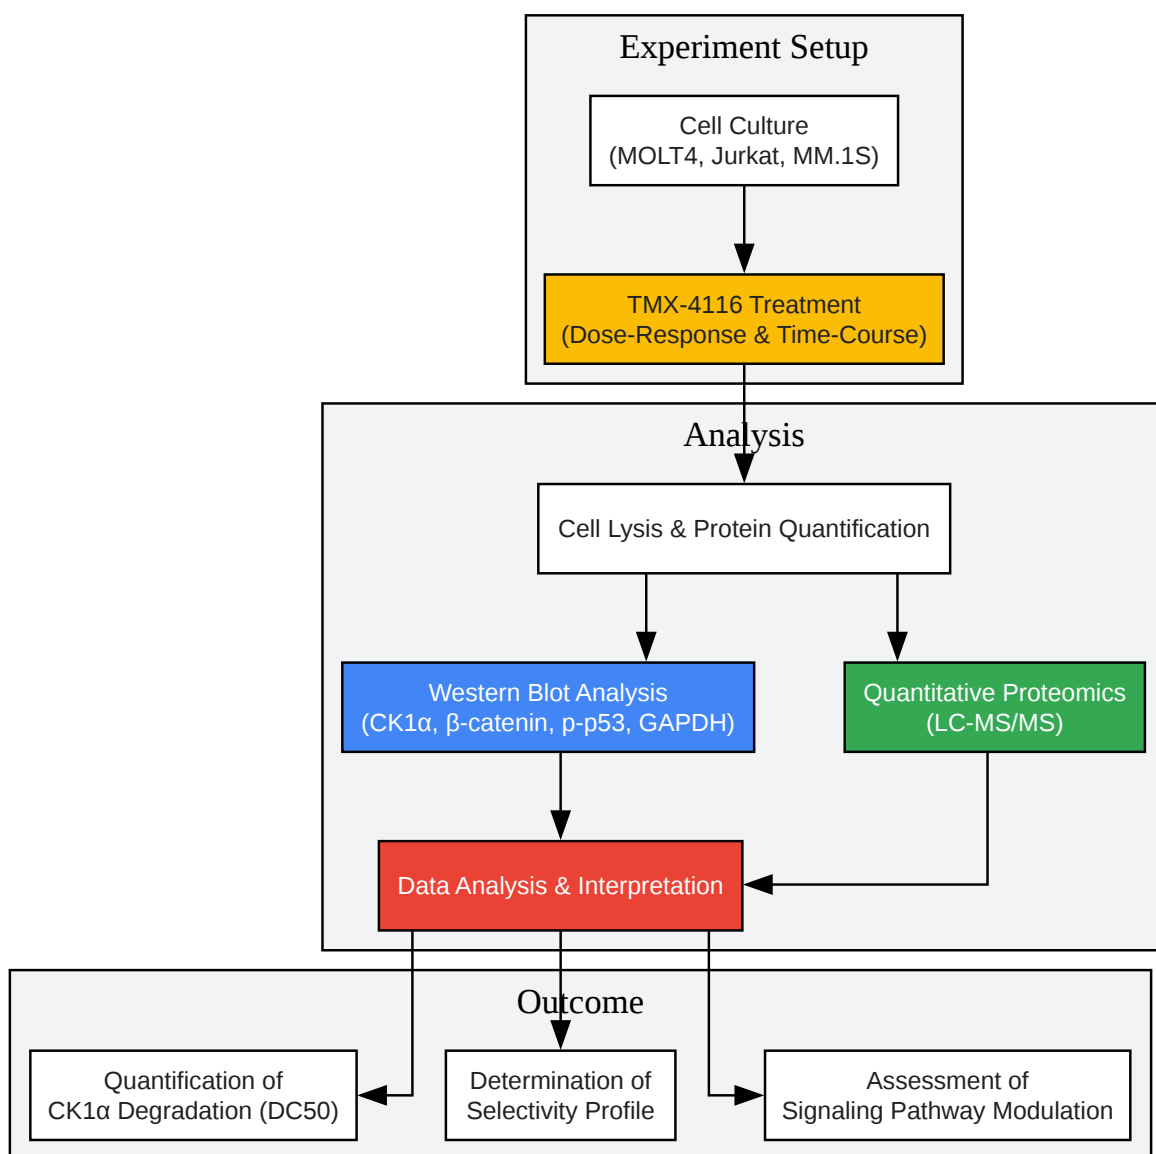 Experiment Setup
Cell Culture
(MOLT4, Jurkat, MM.1S)
TMX-4116 Treatment
(Dose-Response & Time-Course)
Analysis
Cell Lysis & Protein Quantification
Western Blot Analysis
(CK1α, β-catenin, p-p53, GAPDH)
Quantitative Proteomics
(LC-MS/MS)
Data Analysis & Interpretation
Outcome
Quantification of
CK1α Degradation (DC50)
Determination of
Selectivity Profile
Assessment of
Signaling Pathway Modulation